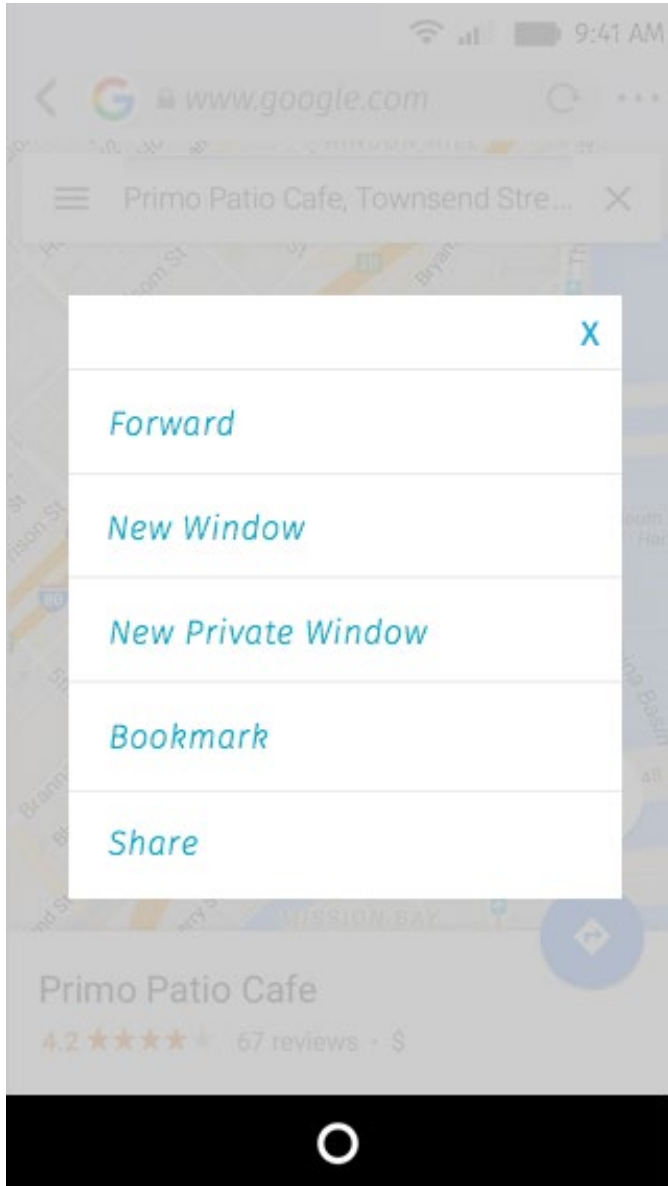 9:41 AM
www.google.com
Primo Patio Cafe, Townsend Stre...
X
Forward
New Window
New Private Window
Bookmark
Share
80
MISSION BAY
Primo Patio Cafe
4.2 ★★★★★ 67 reviews · $